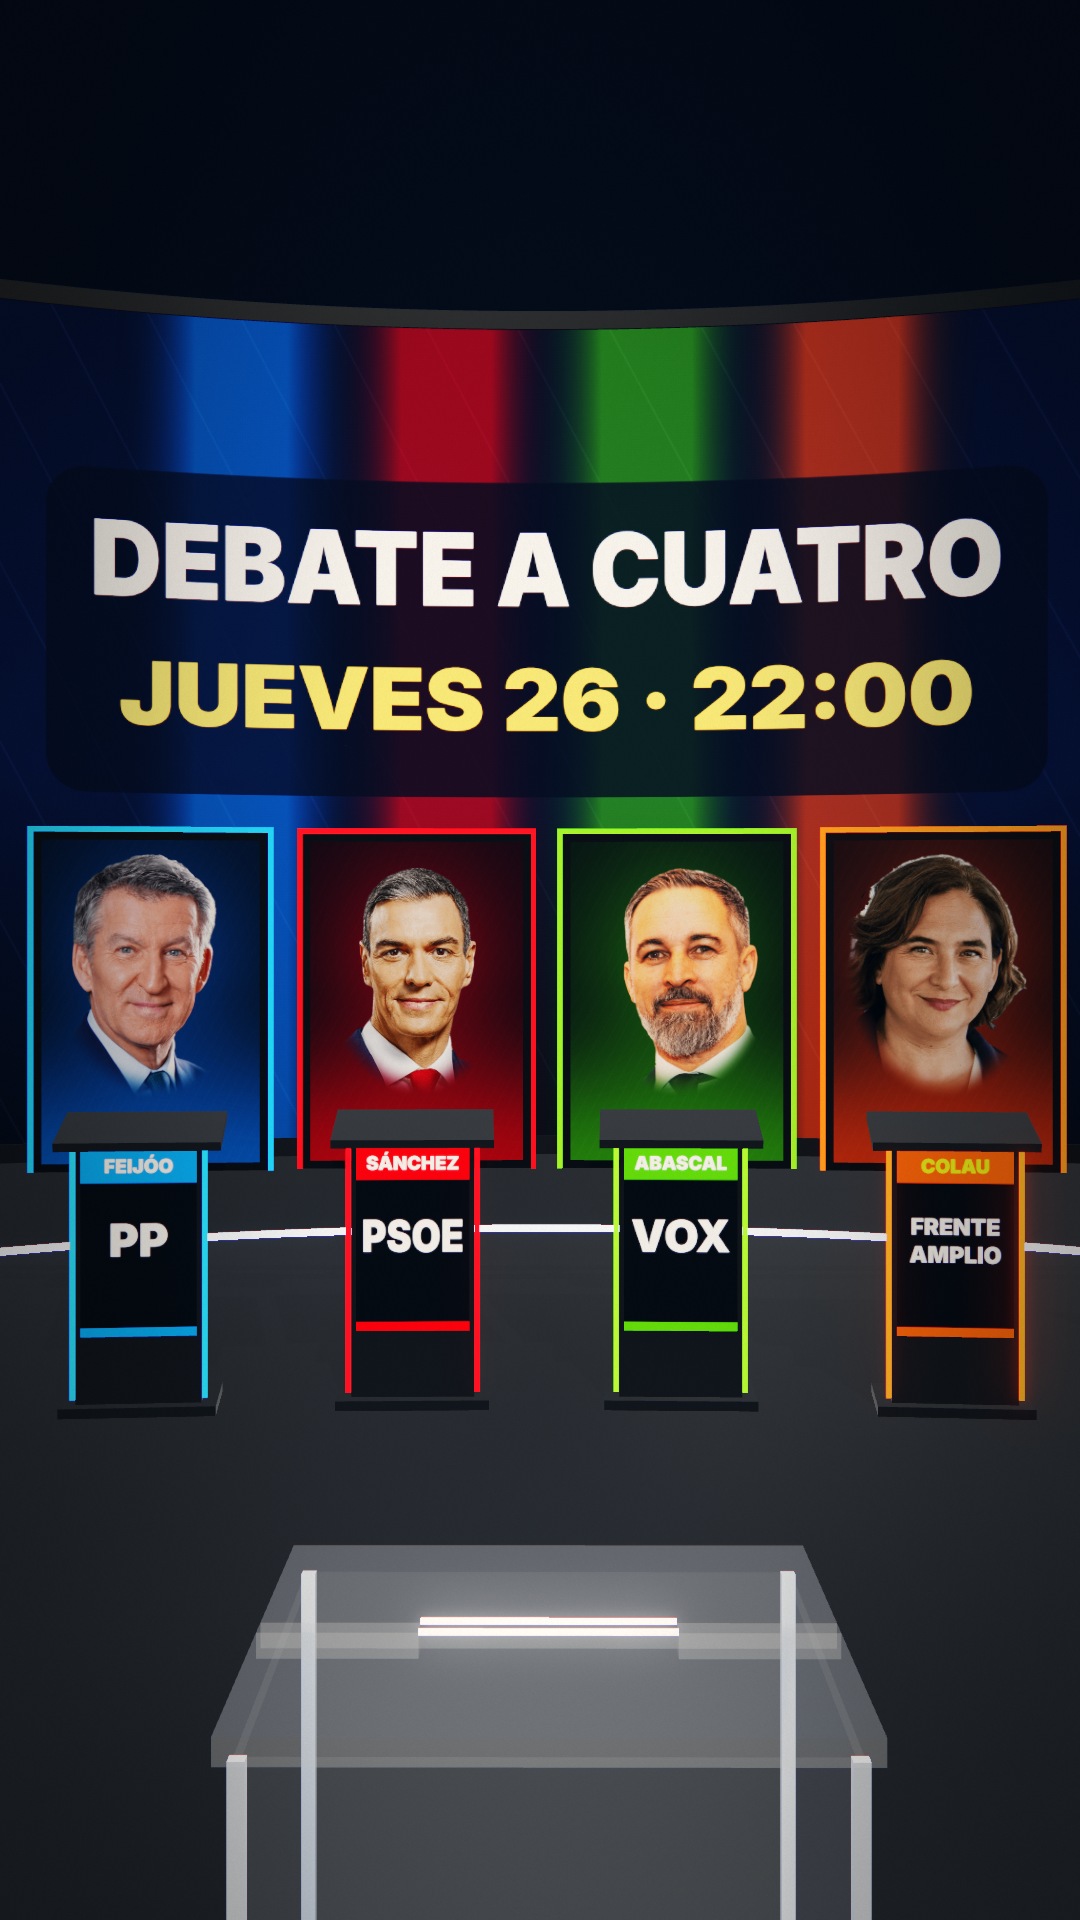 DEBATE A CUATRO
JUEVES 26 · 22:00
FEIJÓO
PP
SÁNCHEZ
PSOE
ABASCAL
VOX
COLAU
FRENTE
AMPLIO